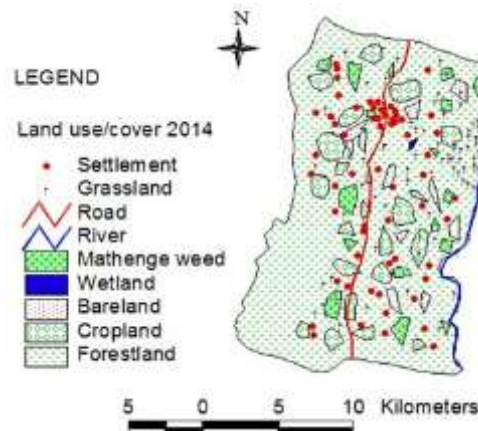 N
LEGEND
Land use/cover 2014
Settlement
Grassland
Road
River
Mathenge weed
Wetland
Bareland
Cropland
Forestland
5 0 5 10 Kilometers